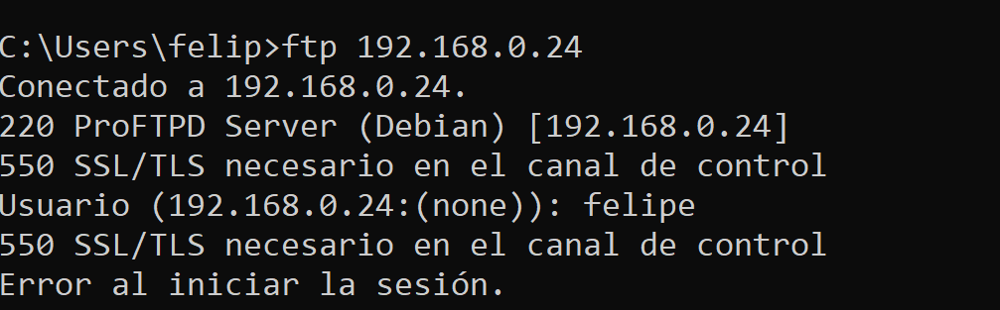 C:\Users\felip>ftp 192.168.0.24
Conectado a 192.168.0.24.
220 ProFTPD Server (Debian) [192.168.0.24]
550 SSL/TLS necesario en el canal de control
Usuario (192.168.0.24:(none)): felipe
550 SSL/TLS necesario en el canal de control
Error al iniciar la sesión.